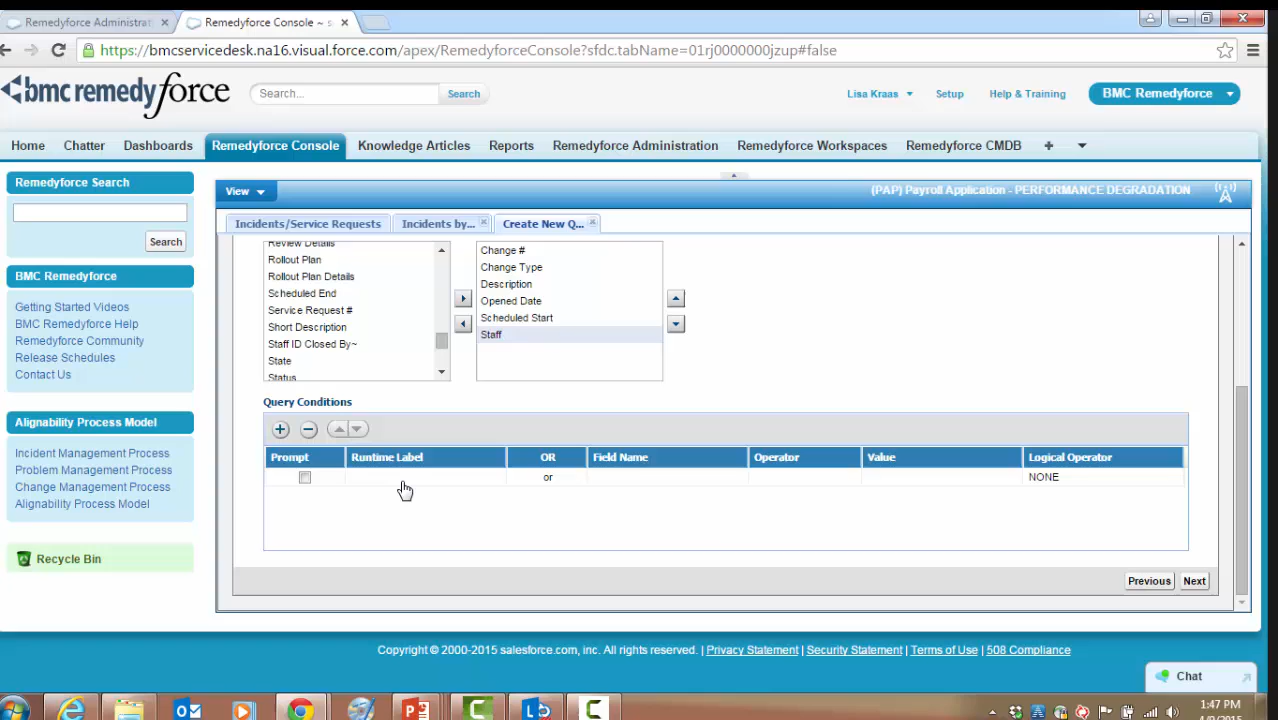 Remedyforce Administrat
Remedyforce Console ~ s
https://bmcservicedesk.na16.visual.force.com/apex/RemedyforceConsole?sfdc.tabName=01rj0000000jzup#false
bmc remedyforce
Search...
Search
Lisa Kraas
Setup
Help & Training
BMC Remedyforce
Home
Chatter
Dashboards
Remedyforce Console
Knowledge Articles
Reports
Remedyforce Administration
Remedyforce Workspaces
Remedyforce CMDB
Remedyforce Search
Search
BMC Remedyforce
Getting Started Videos
BMC Remedyforce Help
Remedyforce Community
Release Schedules
Contact Us
Alignability Process Model
Incident Management Process
Problem Management Process
Change Management Process
Alignability Process Model
Recycle Bin
View
(PAP) Payroll Application - PERFORMANCE DEGRADATION
Incidents/Service Requests
Incidents by...
Create New Q...
Review Details
Rollout Plan
Rollout Plan Details
Scheduled End
Service Request #
Short Description
Staff ID Closed By~
State
Status
Change #
Change Type
Description
Opened Date
Scheduled Start
Staff
Query Conditions
Prompt Runtime Label OR Field Name Operator Value Logical Operator
or NONE
Previous Next
Copyright © 2000-2015 salesforce.com, inc. All rights reserved. | Privacy Statement | Security Statement | Terms of Use | 508 Compliance
Chat
1:47 PM
4/9/2015